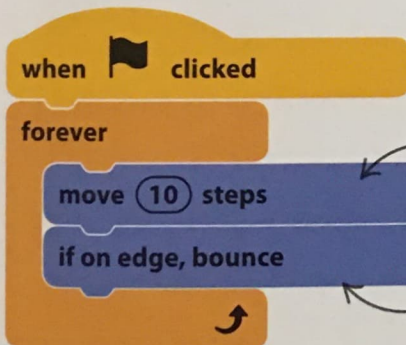 when clicked
forever
move 10 steps
if on edge, bounce